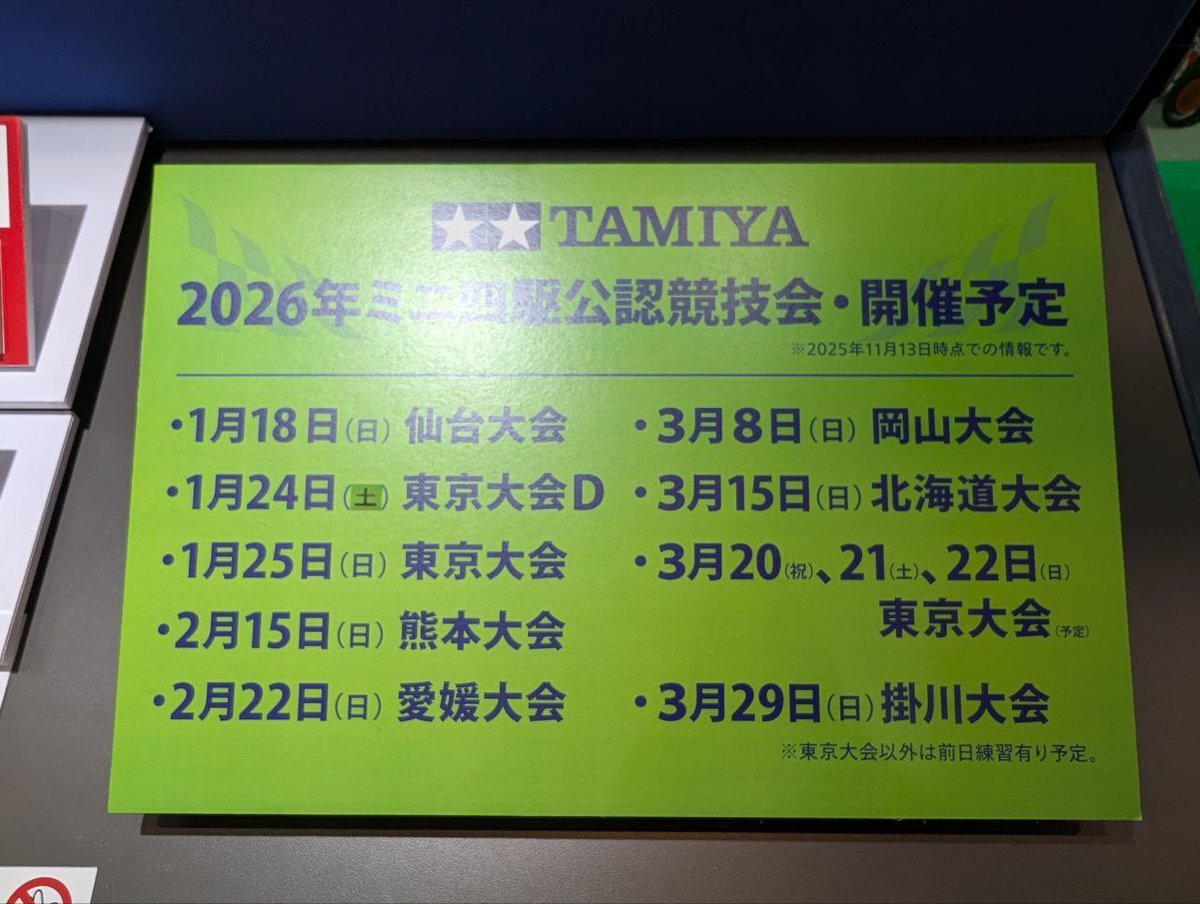 TAMIYA
2026年ミニ四駆公認競技会・開催予定
※2025年11月13日時点での情報です。
・1月18日(日) 仙台大会
・1月24日(土) 東京大会D
・1月25日(日) 東京大会
・2月15日(日) 熊本大会
・2月22日(日) 愛媛大会
・3月8日(日) 岡山大会
・3月15日(日) 北海道大会
・3月20(祝)、21(土)、22日(日)
東京大会(予定)
・3月29日(日) 掛川大会
※東京大会以外は前日練習有り予定。